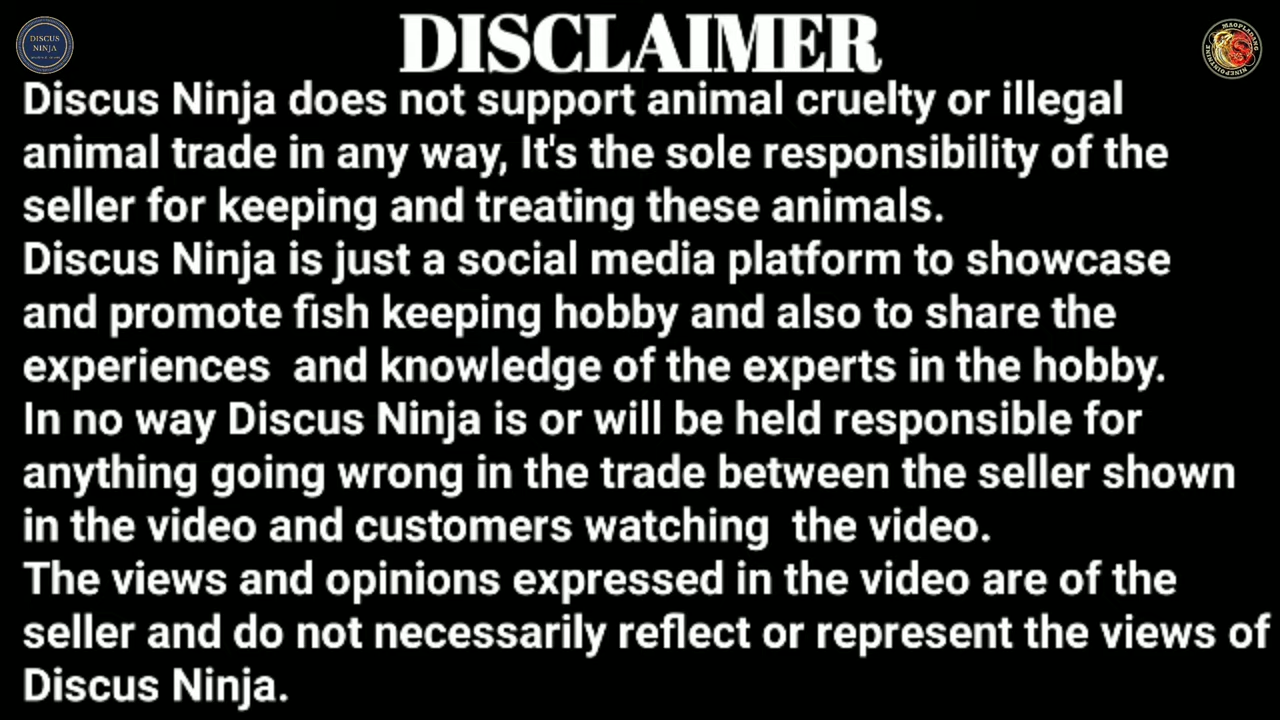 DISCLAIMER
DISCUS
NINJA
Discus Ninja does not support animal cruelty or illegal
animal trade in any way, It's the sole responsibility of the
seller for keeping and treating these animals.
Discus Ninja is just a social media platform to showcase
and promote fish keeping hobby and also to share the
experiences  and knowledge of the experts in the hobby.
In no way Discus Ninja is or will be held responsible for
anything going wrong in the trade between the seller shown
in the video and customers watching  the video.
The views and opinions expressed in the video are of the
seller and do not necessarily reflect or represent the views of
Discus Ninja.